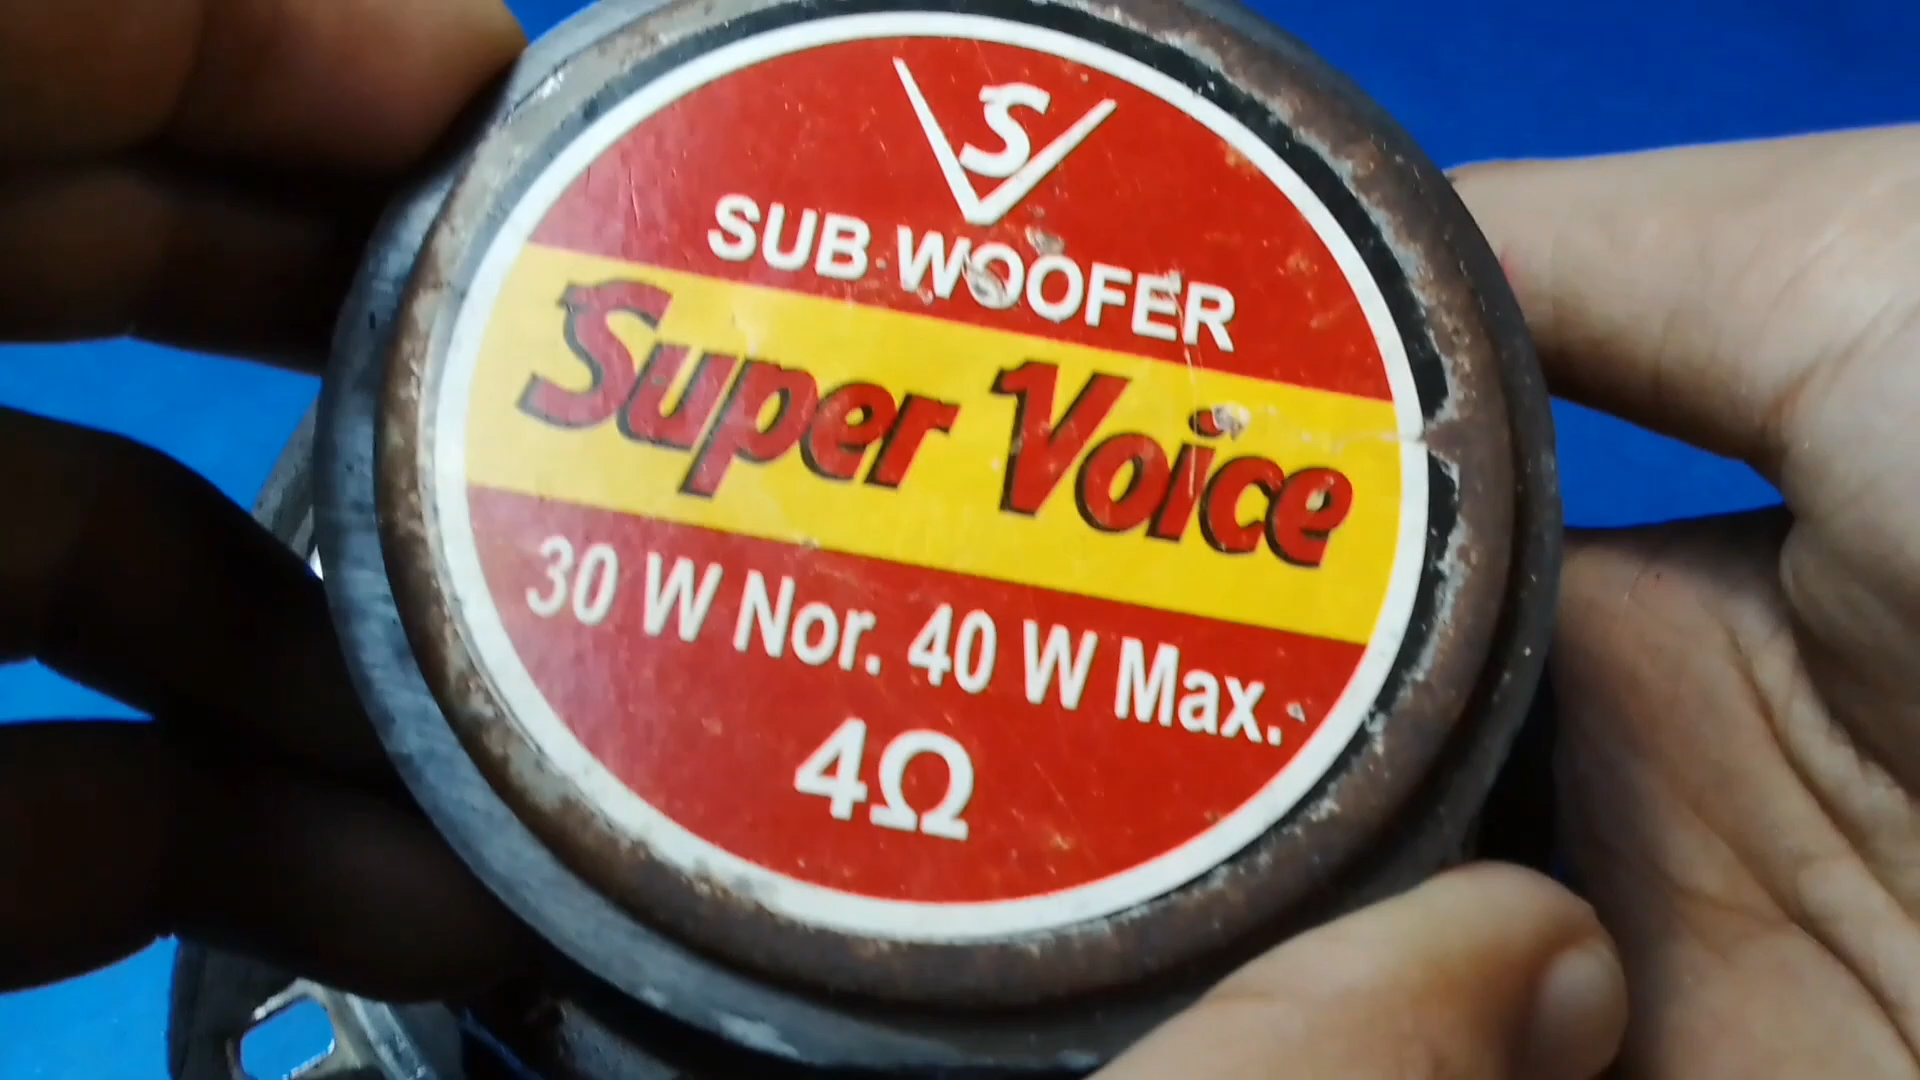 S
SUB WOOFER
Super Voice
30 W Nor. 40 W Max.
4Ω